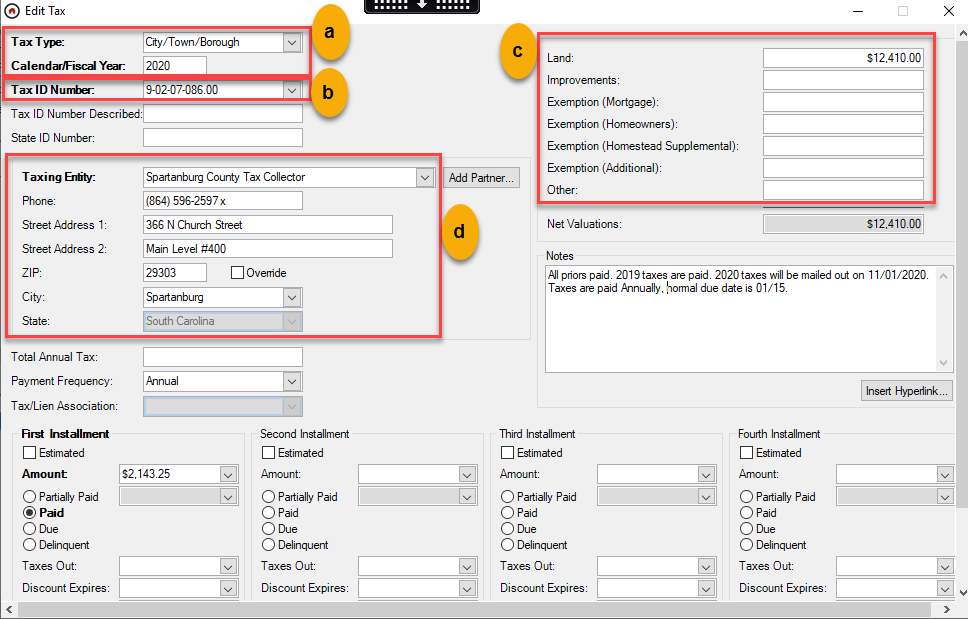 Edit Tax
Tax Type: City/Town/Borough
a
Calendar/Fiscal Year: 2020
Tax ID Number: 9-02-07-086.00
b
Tax ID Number Described:
State ID Number:
Taxing Entity: Spartanburg County Tax Collector Add Partner...
Phone: (864) 596-2597 x
Street Address 1: 366 N Church Street
d
Street Address 2: Main Level #400
ZIP: 29303 Override
City: Spartanburg
State: South Carolina
Total Annual Tax:
Payment Frequency: Annual
Tax/Lien Association:
c
Land: $12,410.00
Improvements:
Exemption (Mortgage):
Exemption (Homeowners):
Exemption (Homestead Supplemental):
Exemption (Additional):
Other:
Net Valuations: $12,410.00
Notes
All priors paid. 2019 taxes are paid. 2020 taxes will be mailed out on 11/01/2020.
Taxes are paid Annually, normal due date is 01/15.
Insert Hyperlink...
First Installment
Estimated
Amount: $2,143.25
Partially Paid
Paid
Due
Delinquent
Taxes Out:
Discount Expires:
Second Installment
Estimated
Amount:
Partially Paid
Paid
Due
Delinquent
Taxes Out:
Discount Expires:
Third Installment
Estimated
Amount:
Partially Paid
Paid
Due
Delinquent
Taxes Out:
Discount Expires:
Fourth Installment
Estimated
Amount:
Partially Paid
Paid
Due
Delinquent
Taxes Out:
Discount Expires: